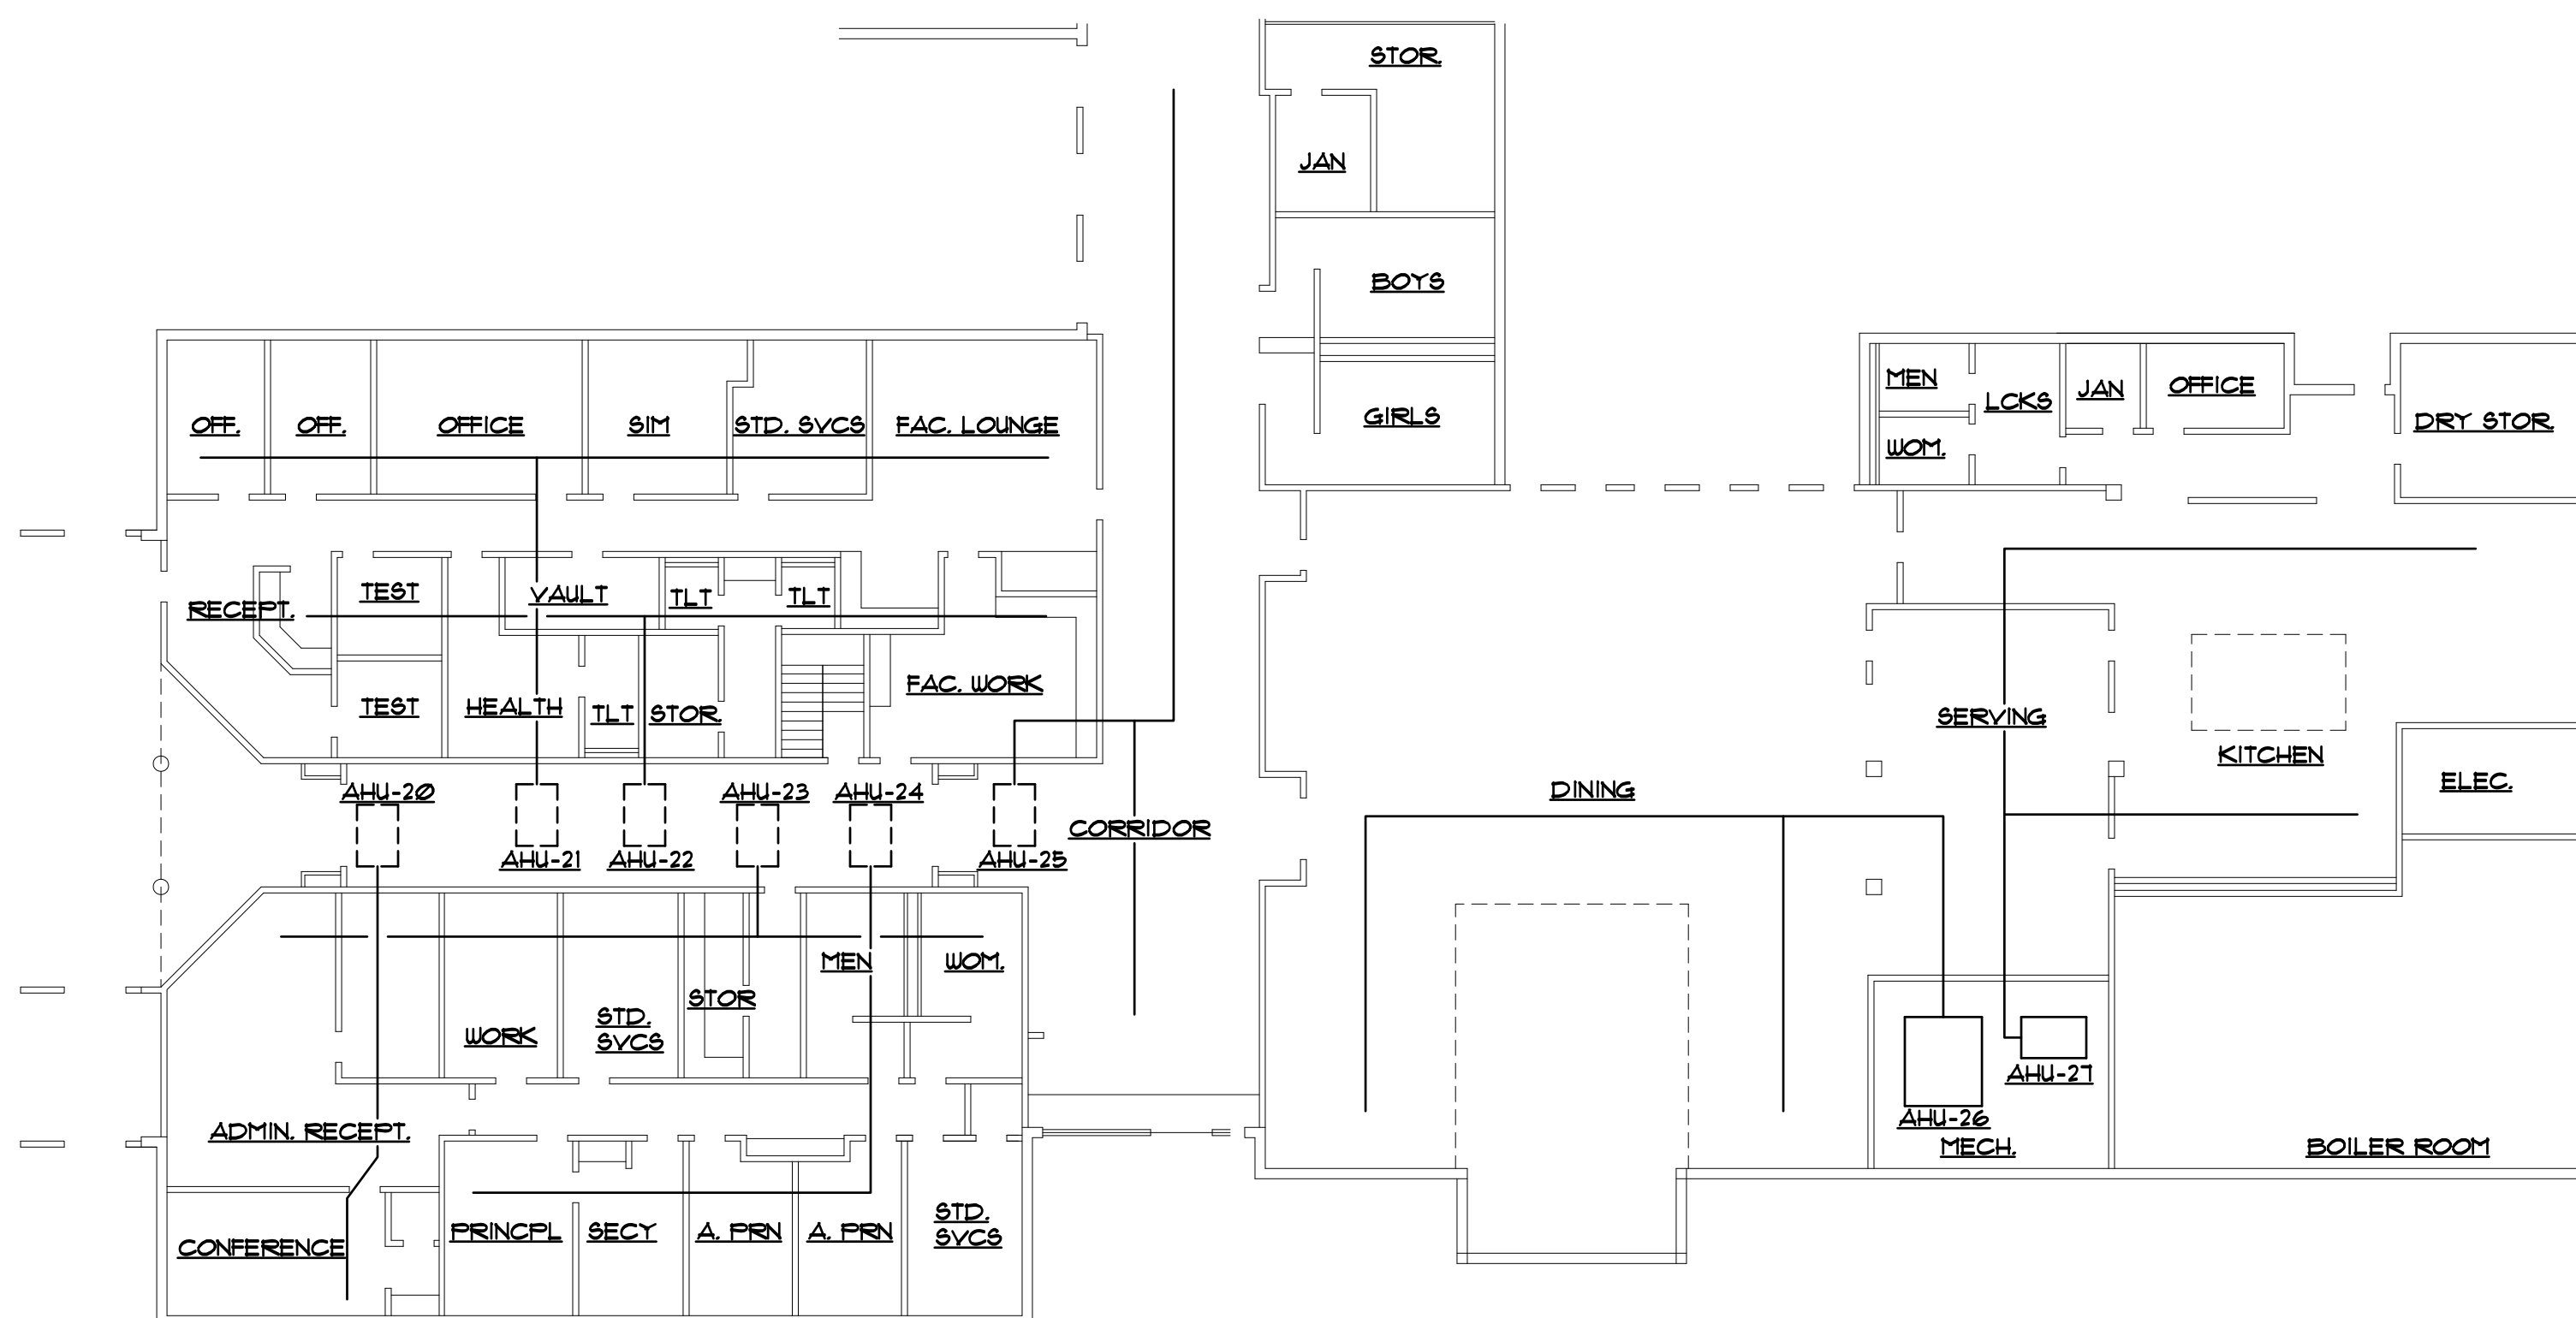 STOR.
JAN
BOYS
GIRLS
MEN
WOM.
LCKS
JAN
OFFICE
DRY STOR.
OFF.
OFF.
OFFICE
SIM
STD. SVCS
FAC. LOUNGE
RECEPT.
TEST
VAULT
TLT
TLT
TEST
HEALTH
TLT
STOR.
FAC. WORK
SERVING
KITCHEN
ELEC.
DINING
AHU-20
AHU-21
AHU-22
AHU-23
AHU-24
AHU-25
CORRIDOR
MEN
WOM.
WORK
STD.
SVCS
STOR
ADMIN. RECEPT.
CONFERENCE
PRINCPL
SECY
A. PRN
A. PRN
STD.
SVCS
AHU-26
AHU-27
MECH.
BOILER ROOM